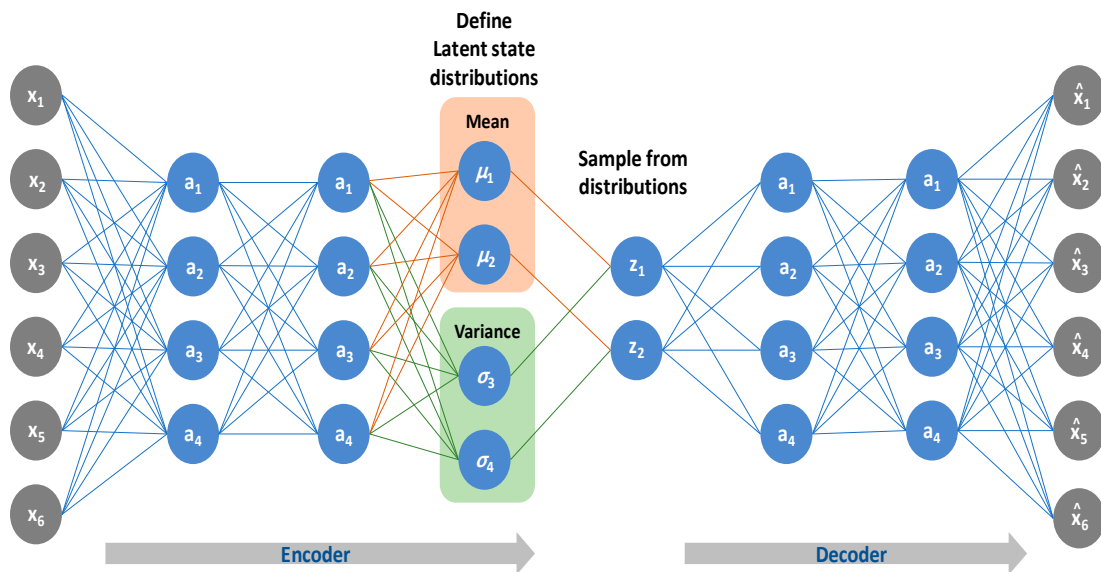 Define
Latent state
distributions
Mean
Sample from
distributions
Variance
x₁
x₂
x₃
x₄
x₅
x₆
a₁
a₂
a₃
a₄
a₁
a₂
a₃
a₄
μ₁
μ₂
σ₃
σ₄
z₁
z₂
a₁
a₂
a₃
a₄
a₁
a₂
a₃
a₄
x̂₁
x̂₂
x̂₃
x̂₄
x̂₅
x̂₆
Encoder
Decoder